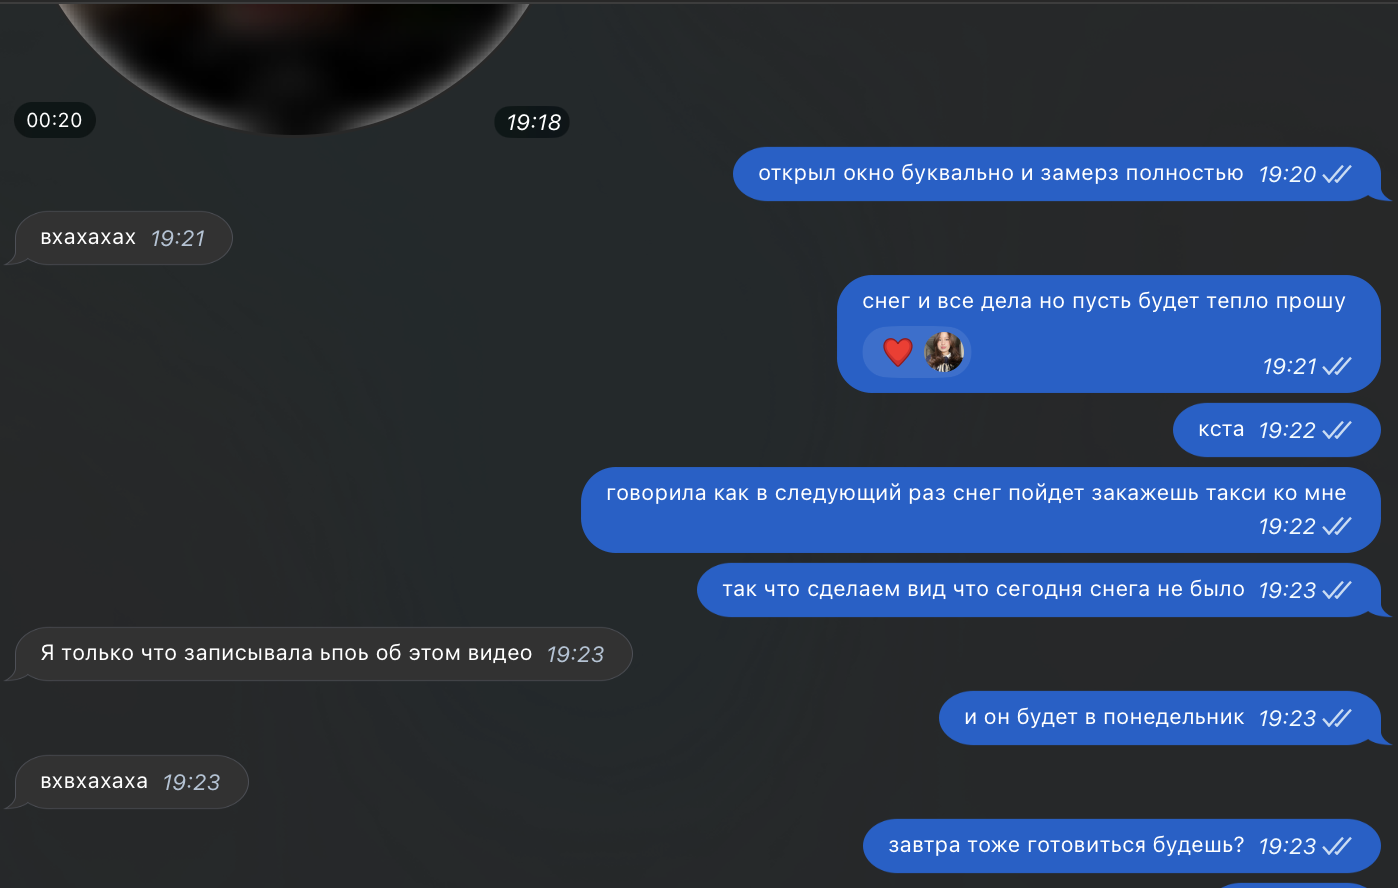 00:20
19:18
открыл окно буквально и замерз полностью 19:20
вхахахах 19:21
снег и все дела но пусть будет тепло прошу
19:21
кста 19:22
говорила как в следующий раз снег пойдет закажешь такси ко мне
19:22
так что сделаем вид что сегодня снега не было 19:23
Я только что записывала ьпоь об этом видео 19:23
и он будет в понедельник 19:23
вхвхахаха 19:23
завтра тоже готовиться будешь? 19:23